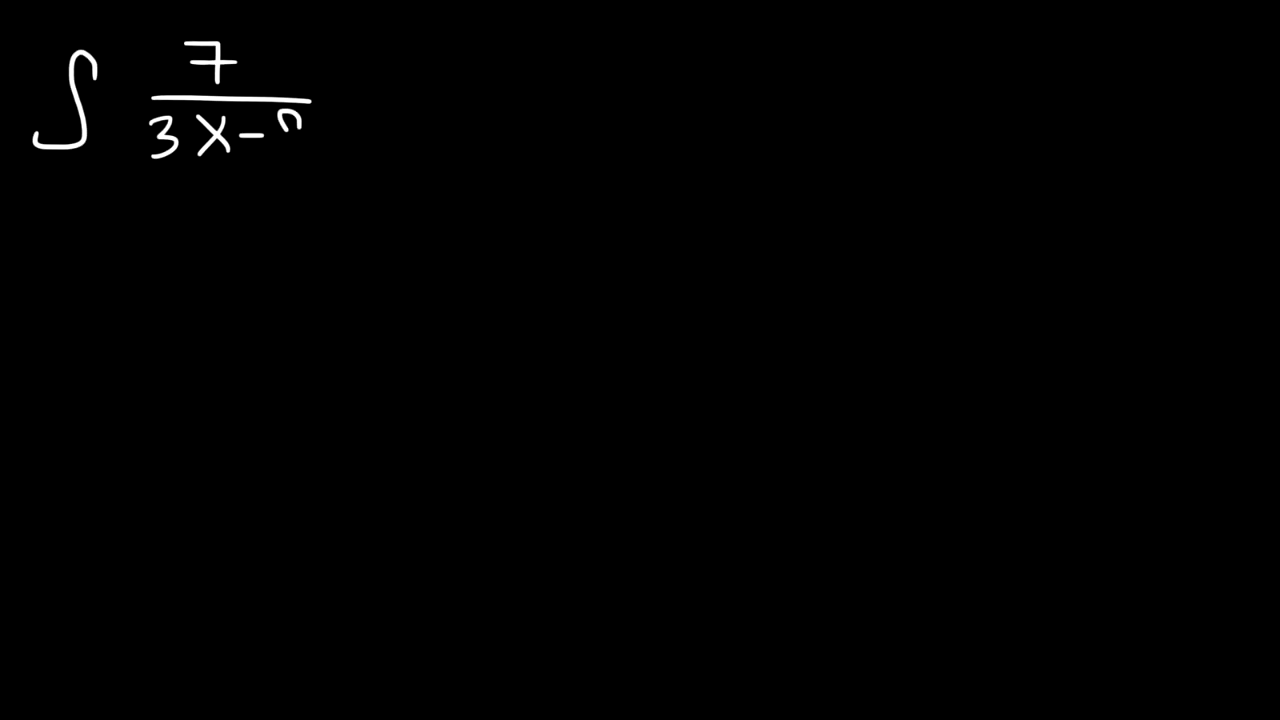 ∫ 7 / 3x-n